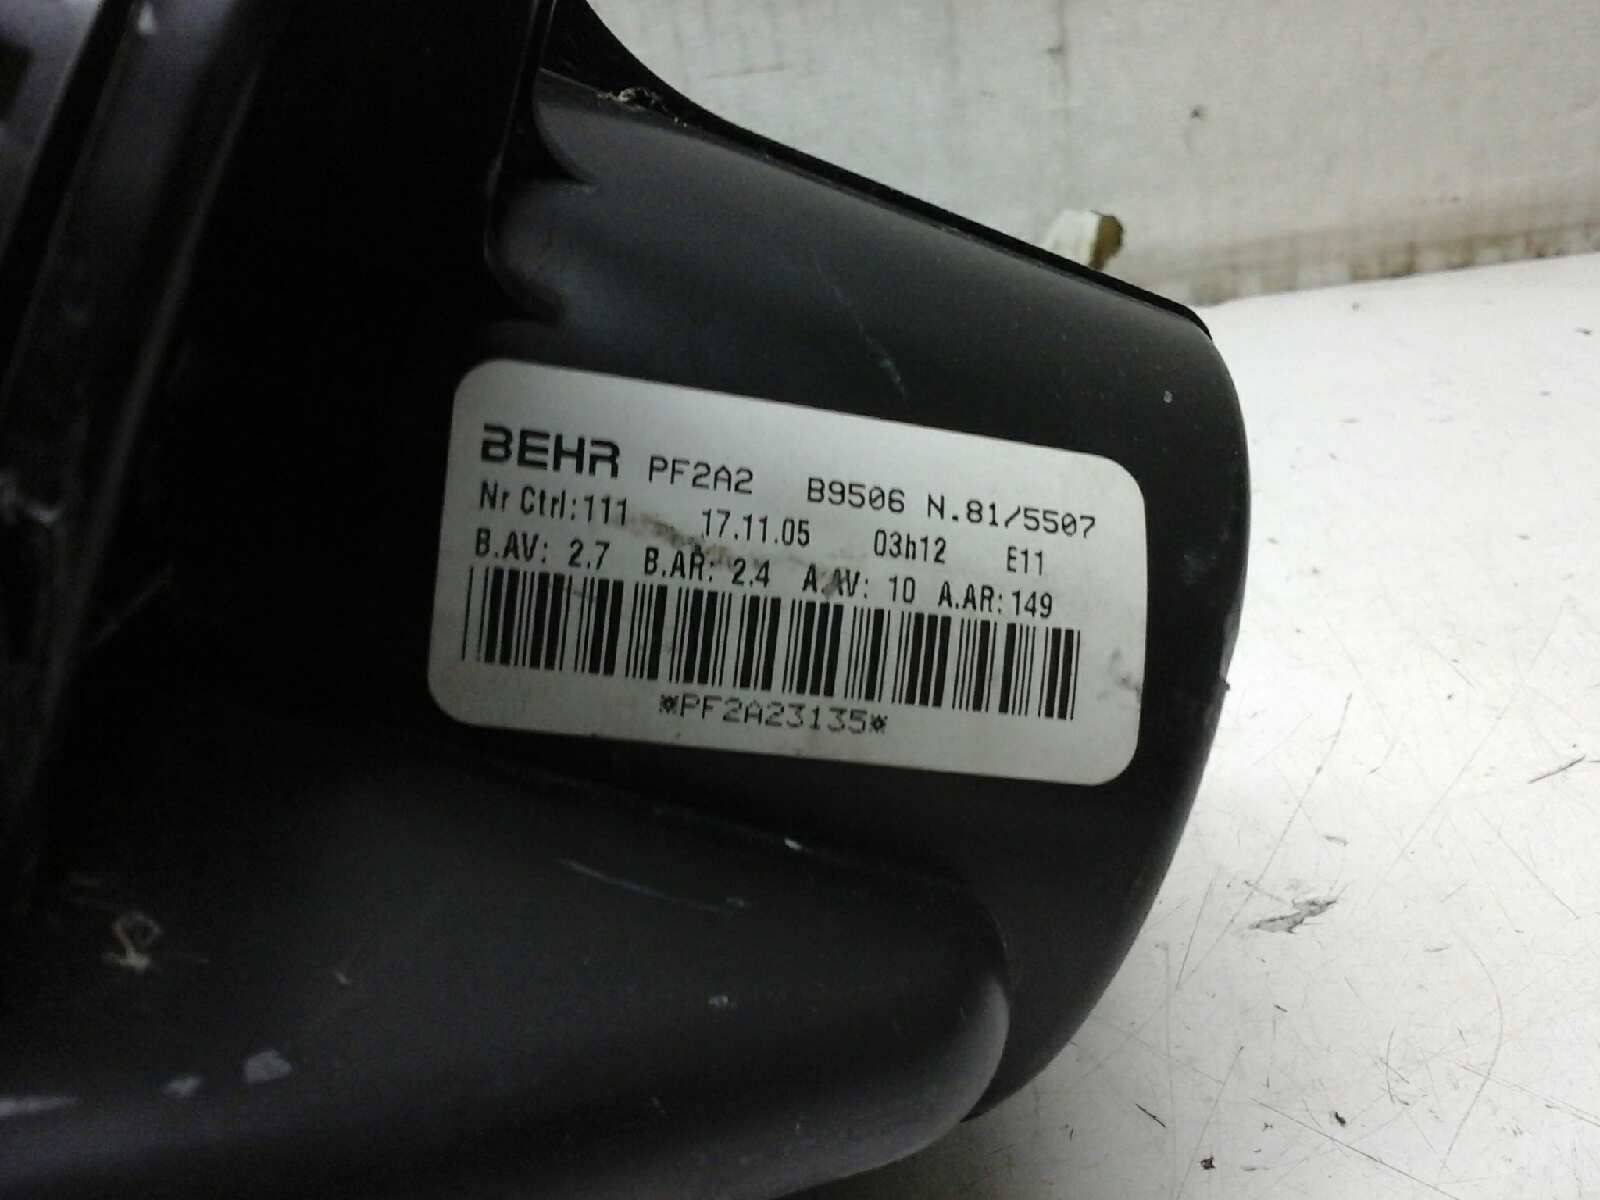 BEHR PF2A2 B9506 N.81/5507
Nr Ctrl:111 17.11.05 03h12 E11
B.AV: 2.7 B.AR: 2.4 A.AV: 10 A.AR:149
*PF2A23135*